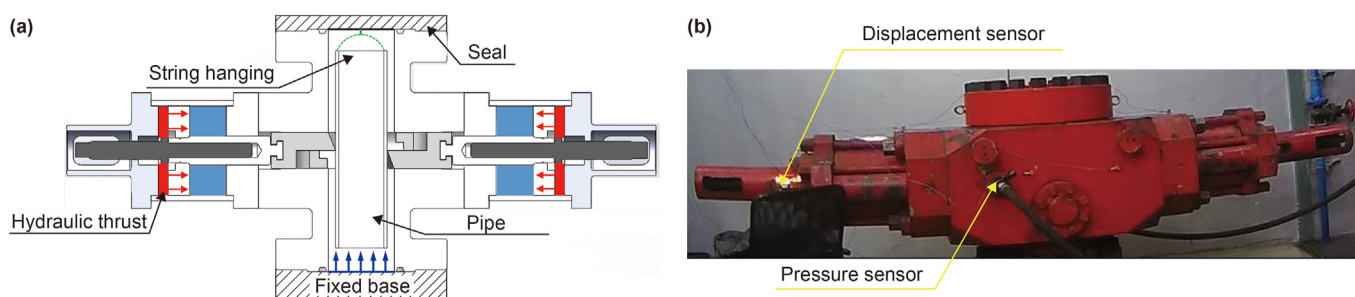 (a)
Seal
String hanging
Hydraulic thrust
Pipe
Fixed base
(b)
Displacement sensor
Pressure sensor